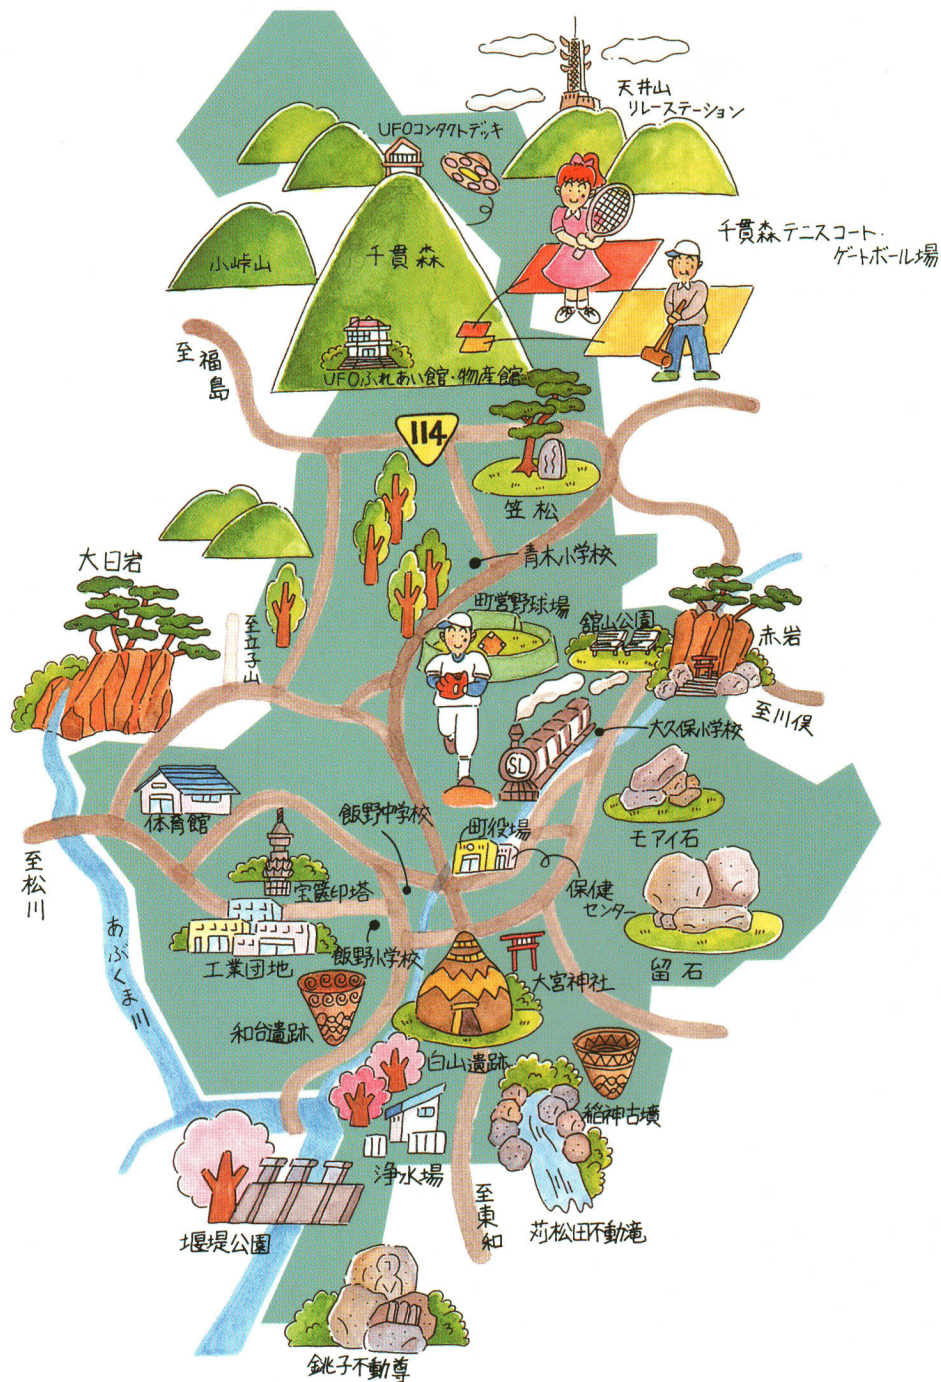 天井山
リレーステーション
UFOコンタクトデッキ
千貫森テニスコート・
ゲートボール場
小峠山
千貫森
至福島
UFOふれあい館・物産館
114
笠松
青木小学校
大日岩
町営野球場
舘山公園
至立子山
赤岩
至川俣
大久保小学校
SL
体育館
飯野中学校
町役場
モアイ石
至松川
宝篋印塔
保健
センター
あぶくま川
工業団地
飯野小学校
大宮神社
留石
和台遺跡
白山遺跡
稲神古墳
浄水場
至東和
苅松田不動滝
堰堤公園
銚子不動尊